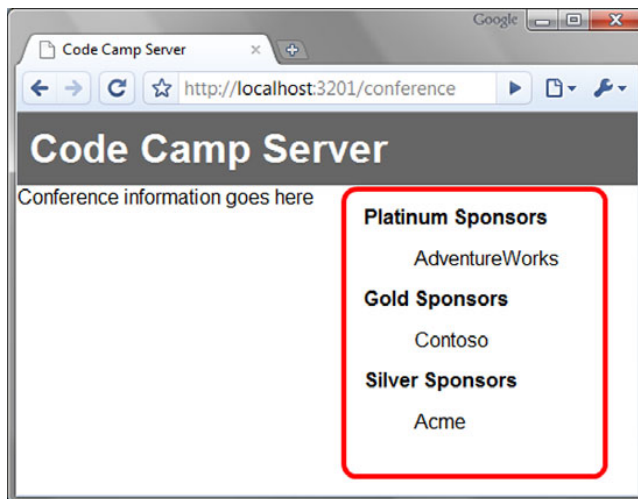 Google
Code Camp Server
http://localhost:3201/conference
Code Camp Server
Conference information goes here
Platinum Sponsors
AdventureWorks
Gold Sponsors
Contoso
Silver Sponsors
Acme